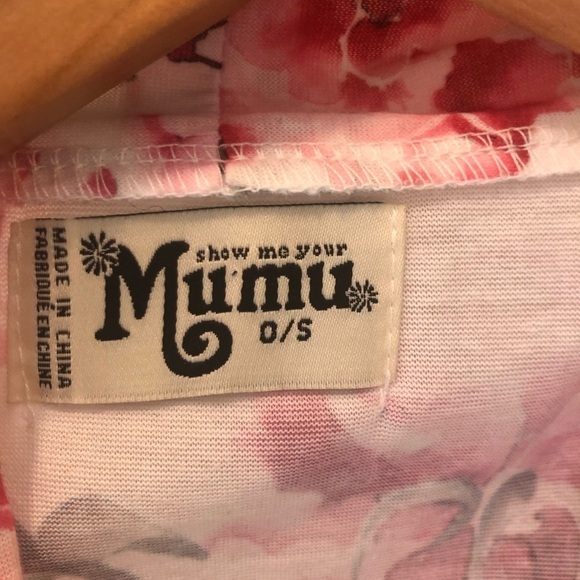 show me your
Mumu
O/S
MADE IN CHINA
FABRIQUÉ EN CHINE